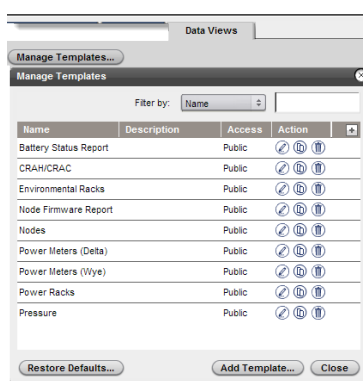 Data Views
Manage Templates...
Manage Templates
Filter by: Name
Name Description Access Action
Battery Status Report Public
CRAH/CRAC Public
Environmental Racks Public
Node Firmware Report Public
Nodes Public
Power Meters (Delta) Public
Power Meters (Wye) Public
Power Racks Public
Pressure Public
Restore Defaults... Add Template... Close